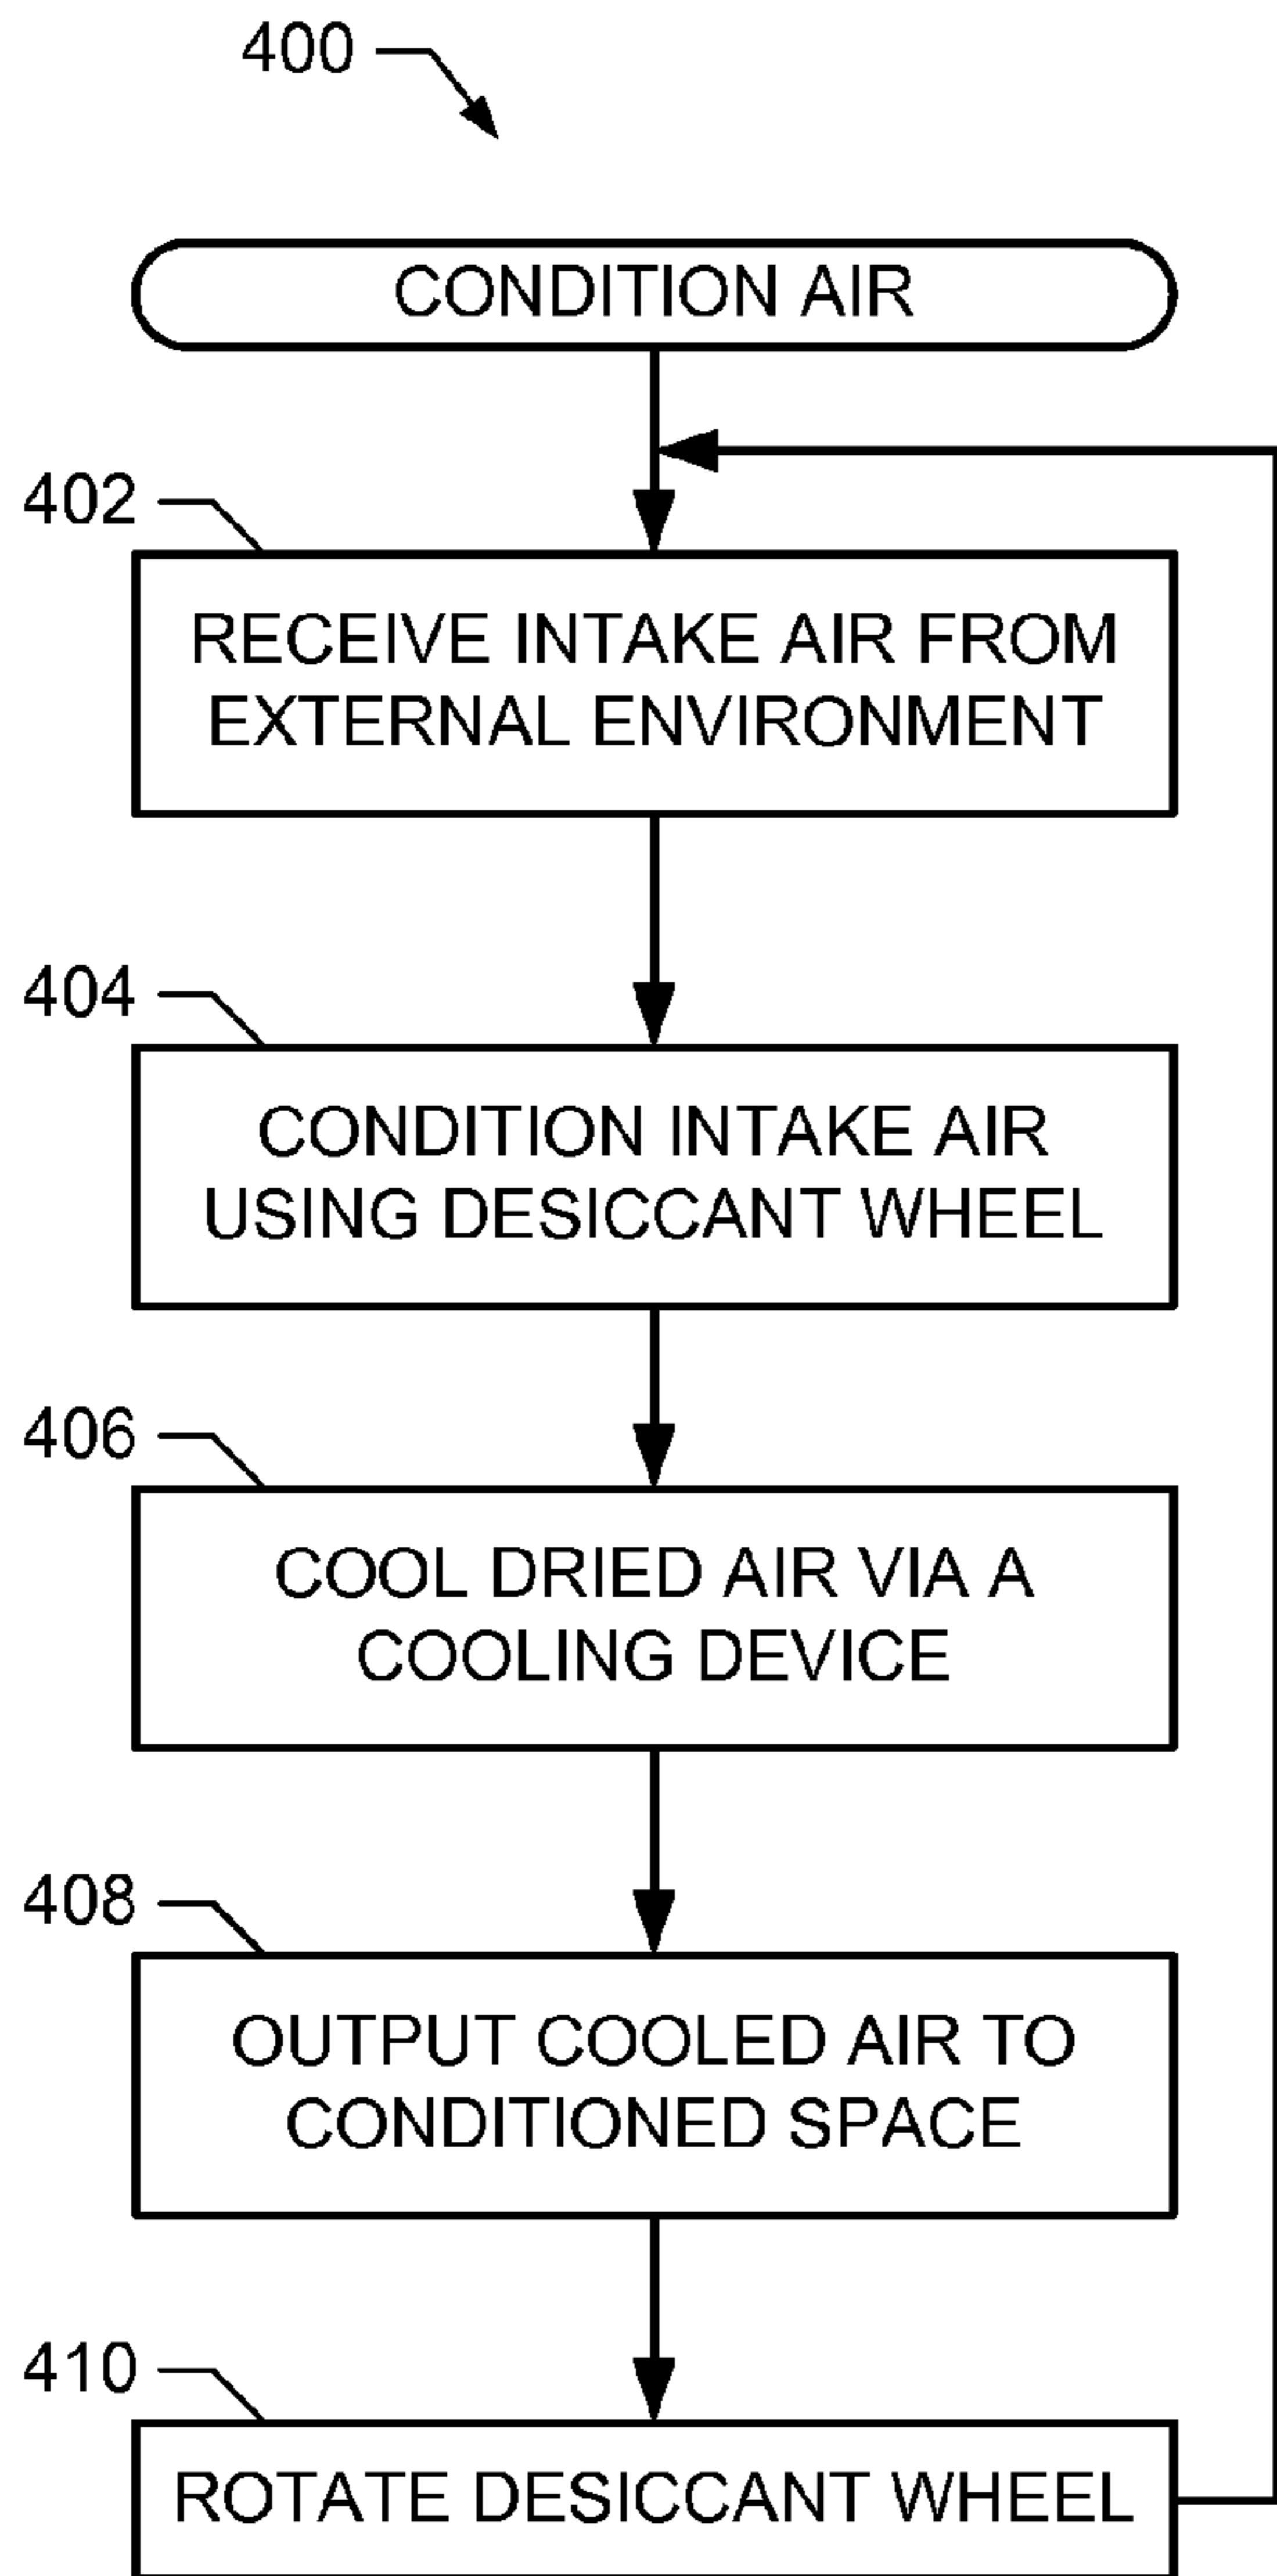 400
CONDITION AIR
402
RECEIVE INTAKE AIR FROM
EXTERNAL ENVIRONMENT
404
CONDITION INTAKE AIR
USING DESICCANT WHEEL
406
COOL DRIED AIR VIA A
COOLING DEVICE
408
OUTPUT COOLED AIR TO
CONDITIONED SPACE
410
ROTATE DESICCANT WHEEL